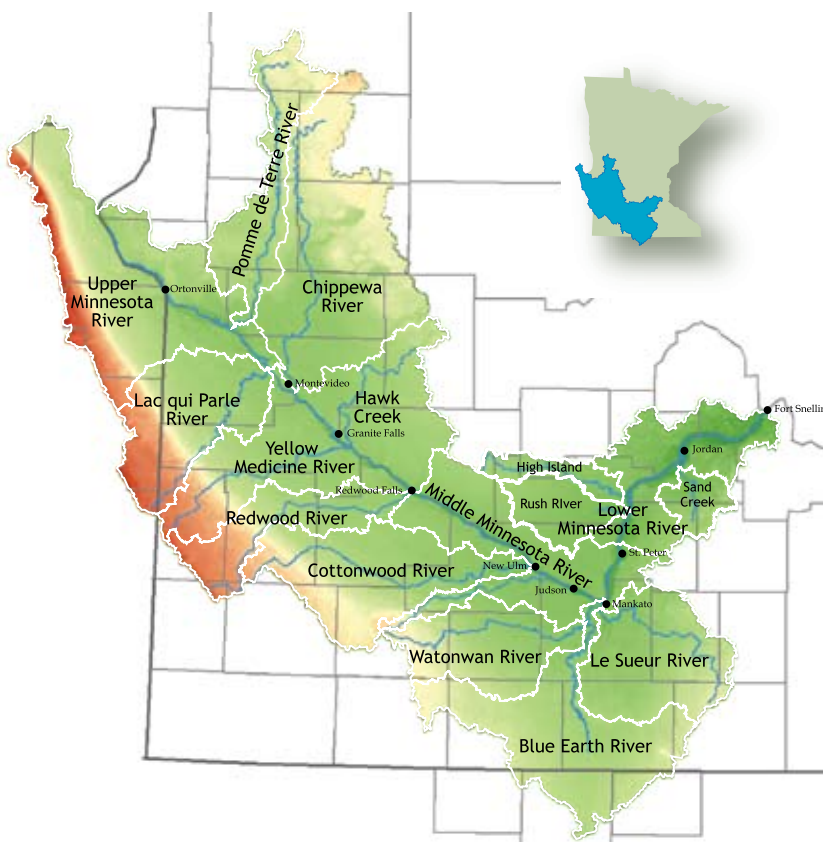 Pomme de Terre River
Upper
Minnesota
River
Ortonville
Chippewa
River
Montevideo
Lac qui Parle
River
Hawk
Creek
Granite Falls
Yellow
Medicine River
Fort Snellin
Jordan
High Island
Sand
Creek
Redwood Falls
Rush River
Lower
Minnesota River
Redwood River
Middle Minnesota River
St. Peter
Cottonwood River
New Ulm
Judson
Mankato
Watonwan River
Le Sueur River
Blue Earth River